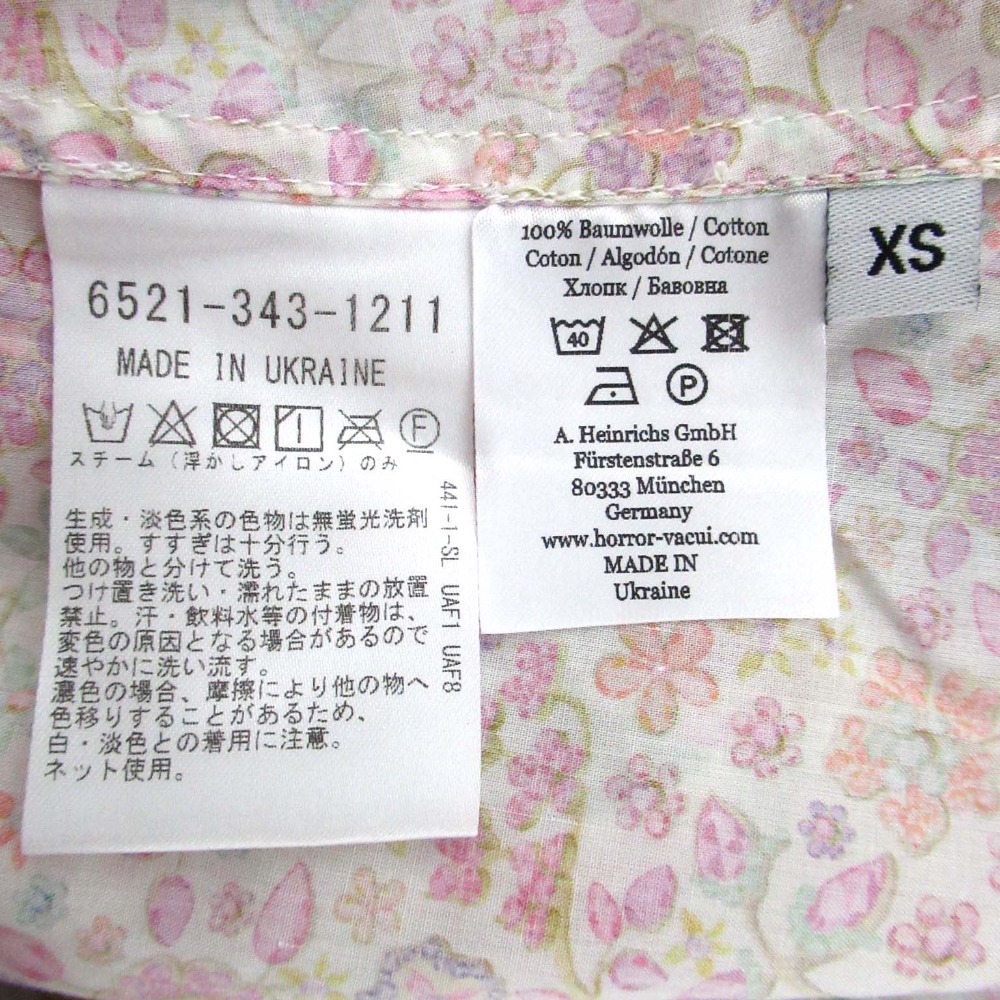 6521-343-1211
MADE IN UKRAINE
スチーム（浮かしアイロン）のみ
生成・淡色系の色物は無蛍光洗剤
使用。すすぎは十分行う。
他の物と分けて洗う。
つけ置き洗い・濡れたままの放置
禁止。汗・飲料水等の付着物は、
変色の原因となる場合があるので
速やかに洗い流す。
濃色の場合、摩擦により他の物へ
色移りすることがあるため、
白・淡色との着用に注意。
ネット使用。
441-1-SL UAF1 UAF8
100% Baumwolle / Cotton
Coton / Algodón / Cotone
Хлопк / Бавовна
40
P
F
A. Heinrichs GmbH
Fürstenstraße 6
80333 München
Germany
www.horror-vacui.com
MADE IN
Ukraine
XS